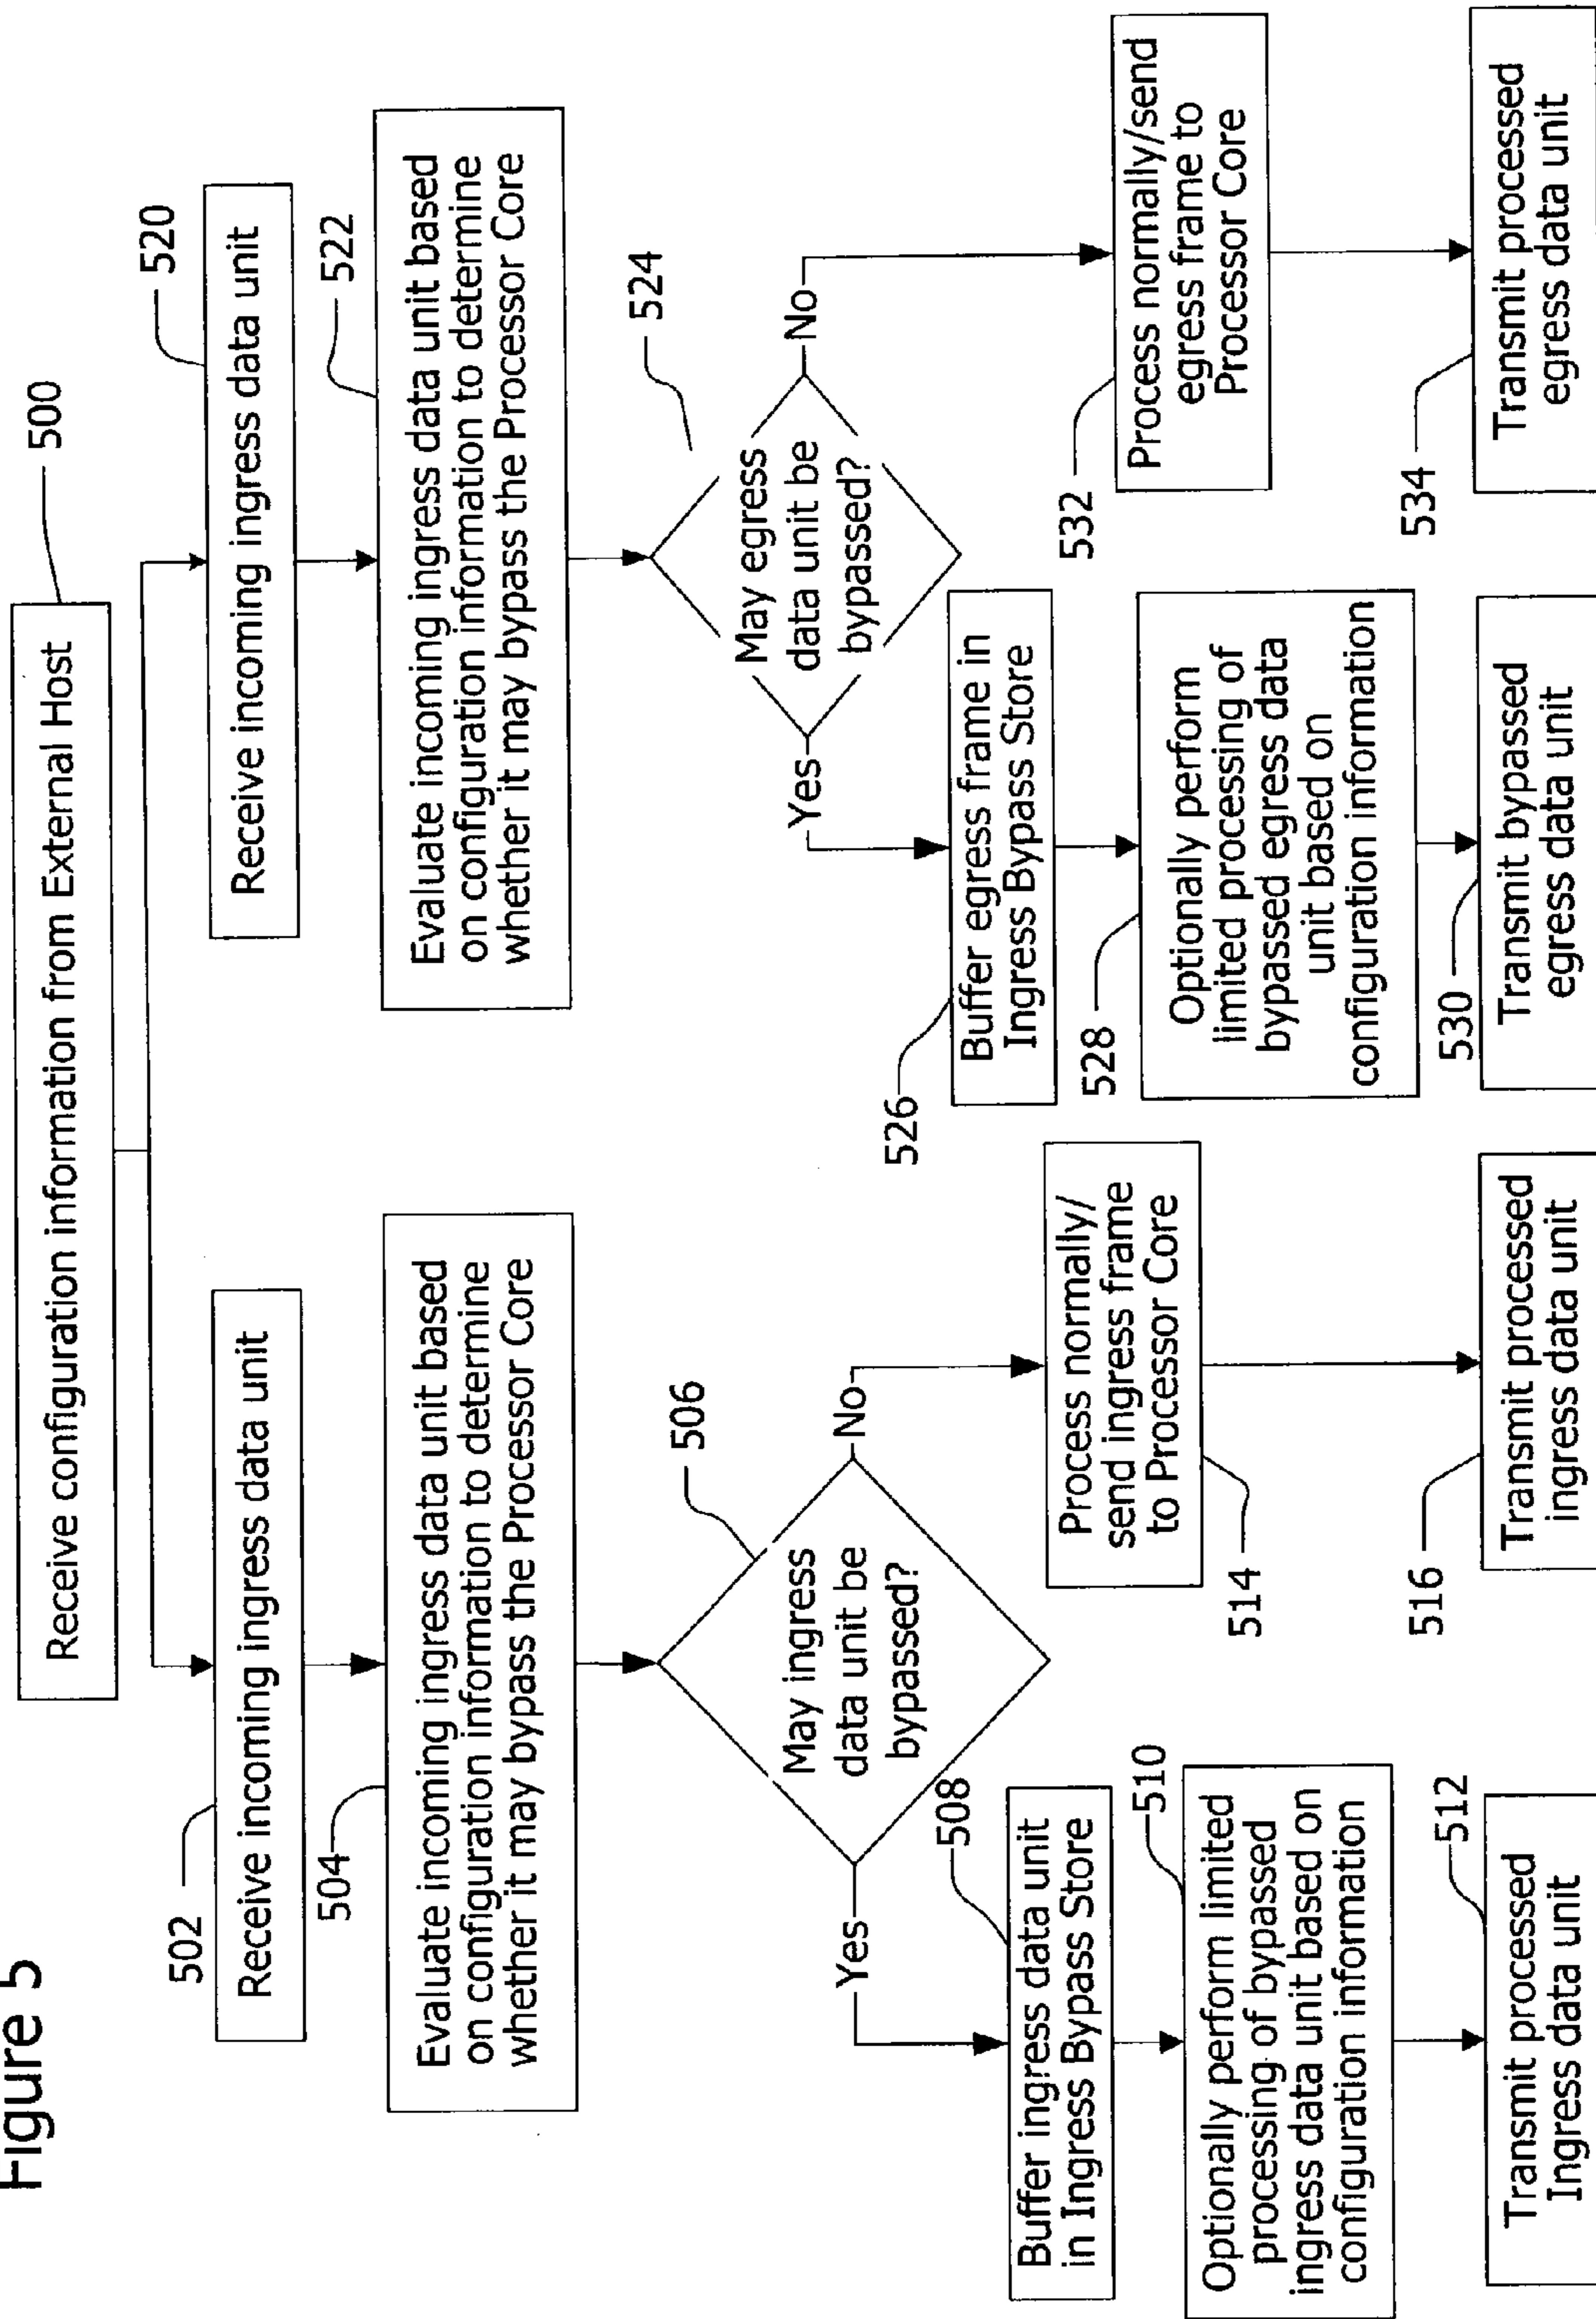 Figure 5
Receive configuration information from External Host
500
502
Receive incoming ingress data unit
504
Evaluate incoming ingress data unit based
on configuration information to determine
whether it may bypass the Processor Core
506
May ingress
data unit be
bypassed?
Yes
No
508
Buffer ingress data unit
in Ingress Bypass Store
510
Optionally perform limited
processing of bypassed
ingress data unit based on
configuration information
512
Transmit processed
Ingress data unit
Process normally/
send ingress frame
to Processor Core
514
516
Transmit processed
ingress data unit
520
Receive incoming ingress data unit
522
Evaluate incoming ingress data unit based
on configuration information to determine
whether it may bypass the Processor Core
524
May egress
data unit be
bypassed?
Yes
No
526
Buffer egress frame in
Ingress Bypass Store
528
Optionally perform
limited processing of
bypassed egress data
unit based on
configuration information
530
Transmit bypassed
egress data unit
532
Process normally/send
egress frame to
Processor Core
534
Transmit processed
egress data unit